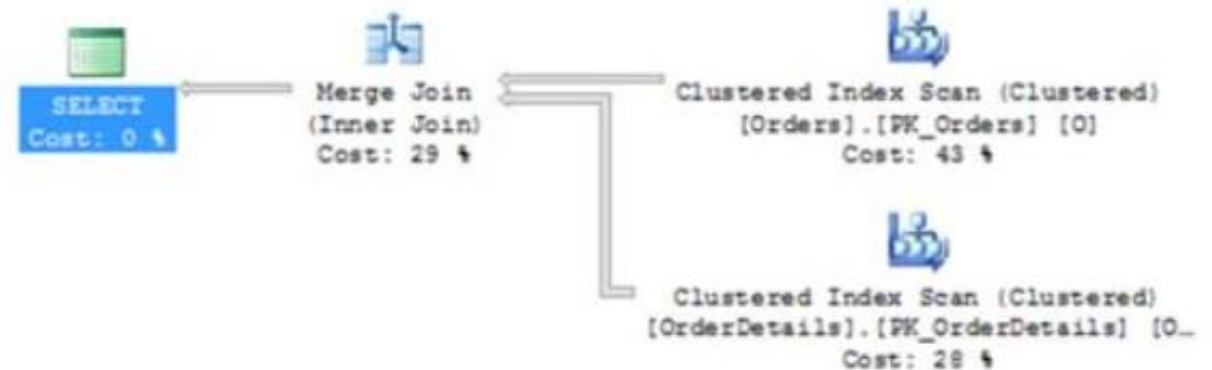 SELECT
Cost: 0 %
Merge Join
(Inner Join)
Cost: 29 %
Clustered Index Scan (Clustered)
[Orders].[PK_Orders] [O]
Cost: 43 %
Clustered Index Scan (Clustered)
[OrderDetails].[PK_OrderDetails] [O…
Cost: 28 %